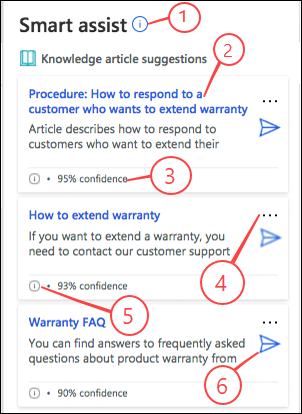 Smart assist
1
Knowledge article suggestions
2
Procedure: How to respond to a
customer who wants to extend warranty
Article describes how to respond to
customers who want to extend their
• 95% confidence
3
How to extend warranty
If you want to extend a warranty, you
need to contact our customer support
4
• 93% confidence
5
Warranty FAQ
You can find answers to frequently asked
questions about product warranty from
6
• 90% confidence